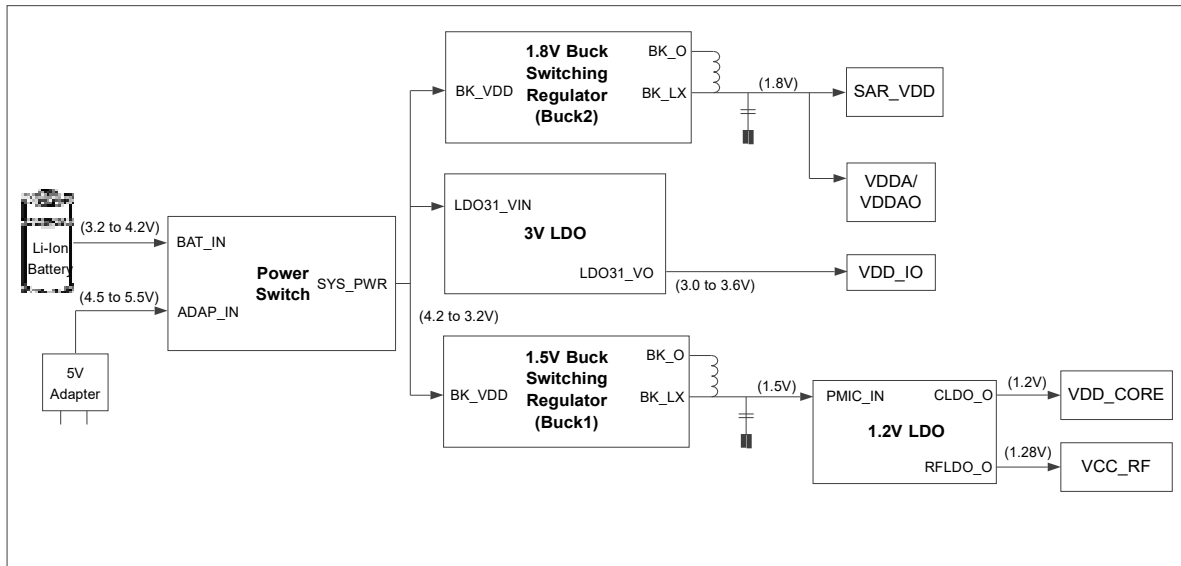 1.8V Buck
Switching
Regulator
(Buck2)
BK_O
BK_VDD
BK_LX
(1.8V)
SAR_VDD
VDDA/
VDDAO
LDO31_VIN
3V LDO
LDO31_VO
(3.0 to 3.6V)
VDD_IO
Li-Ion
Battery
(3.2 to 4.2V)
BAT_IN
Power
Switch
SYS_PWR
(4.5 to 5.5V)
ADAP_IN
5V
Adapter
(4.2 to 3.2V)
1.5V Buck
Switching
Regulator
(Buck1)
BK_O
BK_VDD
BK_LX
(1.5V)
PMIC_IN
CLDO_O
1.2V LDO
RFLDO_O
(1.2V)
VDD_CORE
(1.28V)
VCC_RF